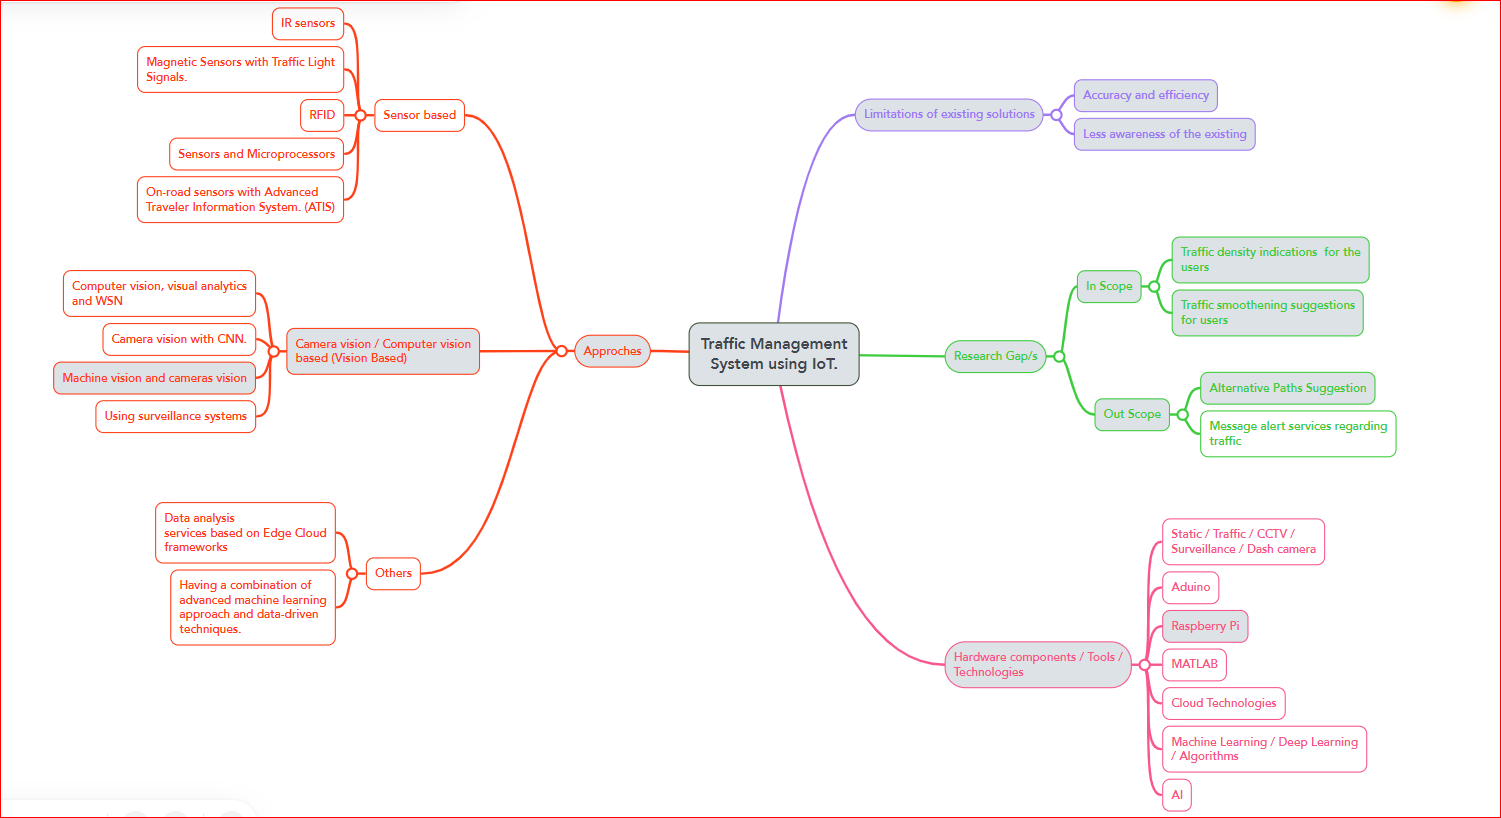 Traffic Management
System using IoT.
Approches
Sensor based
IR sensors
Magnetic Sensors with Traffic Light
Signals.
RFID
Sensors and Microprocessors
On-road sensors with Advanced
Traveler Information System. (ATIS)
Camera vision / Computer vision
based (Vision Based)
Computer vision, visual analytics
and WSN
Camera vision with CNN.
Machine vision and cameras vision
Using surveillance systems
Others
Data analysis
services based on Edge Cloud
frameworks
Having a combination of
advanced machine learning
approach and data-driven
techniques.
Limitations of existing solutions
Accuracy and efficiency
Less awareness of the existing
Research Gap/s
In Scope
Traffic density indications  for the
users
Traffic smoothening suggestions
for users
Out Scope
Alternative Paths Suggestion
Message alert services regarding
traffic
Hardware components / Tools /
Technologies
Static / Traffic / CCTV /
Surveillance / Dash camera
Aduino
Raspberry Pi
MATLAB
Cloud Technologies
Machine Learning / Deep Learning
/ Algorithms
AI